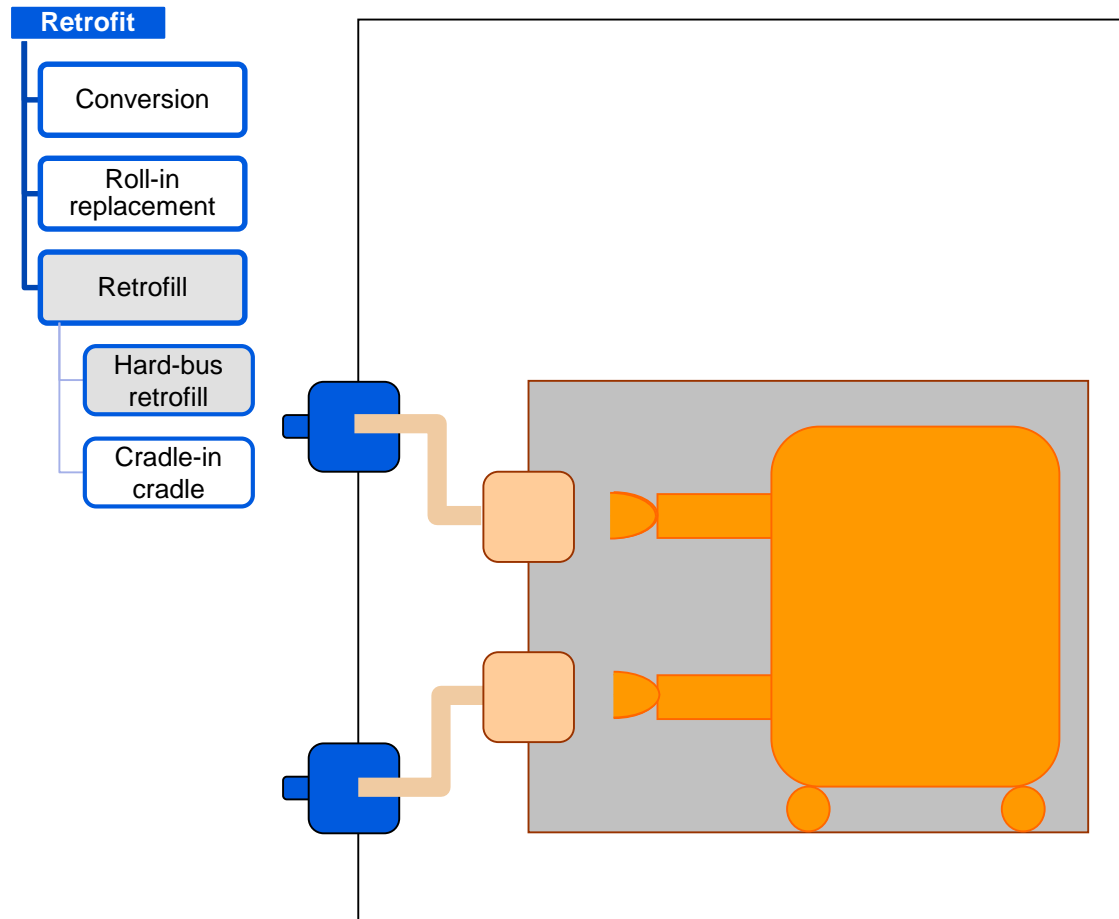 Retrofit
Conversion
Roll-in
replacement
Retrofill
Hard-bus
retrofill
Cradle-in
cradle